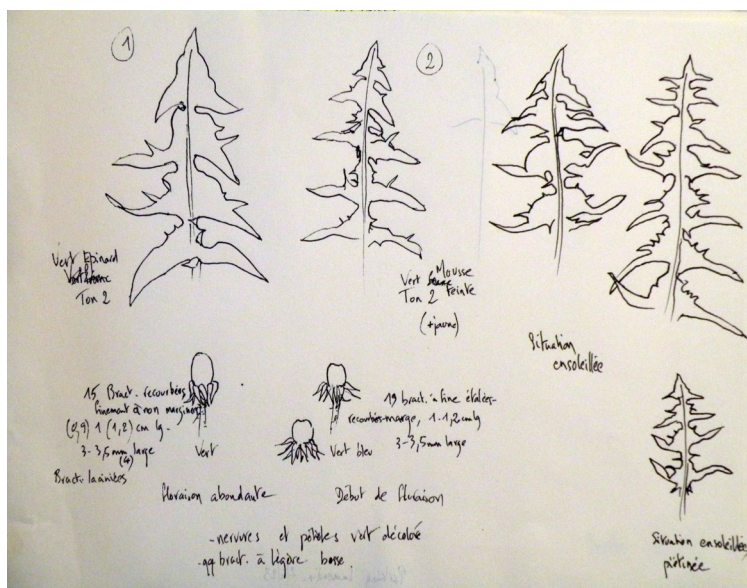 1
2
Vert Epinard
Ton 2
Vert Mousse
Ton 2 Teinte
(+jaune)
Situation
ensoleillée
15 Bract. recourbées
finement à non marginées
(0,9) 1 (1,2) cm lg.
3-3,5 mm large
(4)
Bract. laciniées
Vert
floraison abondante
19 bract. fine étalées-
recourbées-marge, 1-1,2 cm lg
3-3,5 mm large
Vert bleu
Début de floraison
- nervures et pétioles vert décoloré
- qq bract. à légère bosse
Situation ensoleillée
piétinée